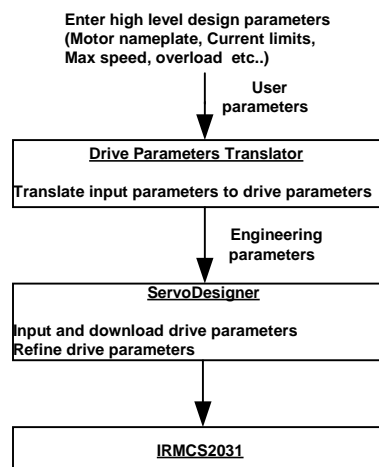 Enter high level design parameters
(Motor nameplate, Current limits,
Max speed, overload  etc..)
User
parameters
Drive Parameters Translator
Translate input parameters to drive parameters
Engineering
parameters
ServoDesigner
Input and download drive parameters
Refine drive parameters
IRMCS2031